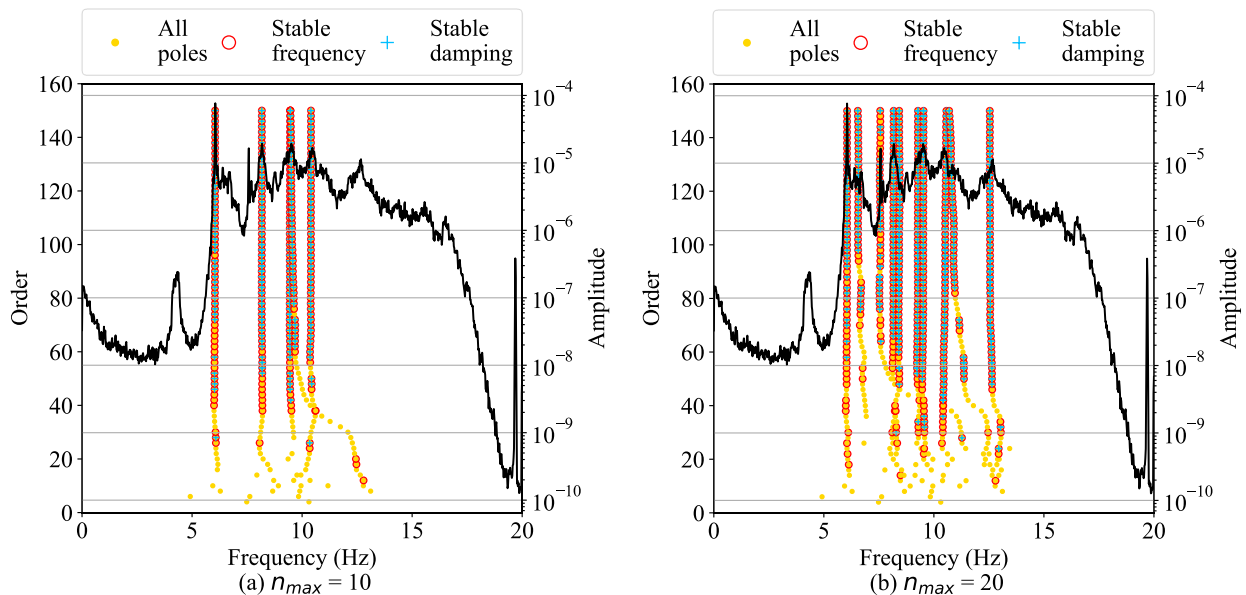 All poles Stable frequency Stable damping
160
140
120
100
80
60
40
20
0
Order
10⁻⁴
10⁻⁵
10⁻⁶
10⁻⁷
10⁻⁸
10⁻⁹
10⁻¹⁰
Amplitude
0 5 10 15 20
Frequency (Hz)
(a) nmax = 10
All poles Stable frequency Stable damping
160
140
120
100
80
60
40
20
0
Order
10⁻⁴
10⁻⁵
10⁻⁶
10⁻⁷
10⁻⁸
10⁻⁹
10⁻¹⁰
Amplitude
0 5 10 15 20
Frequency (Hz)
(b) nmax = 20